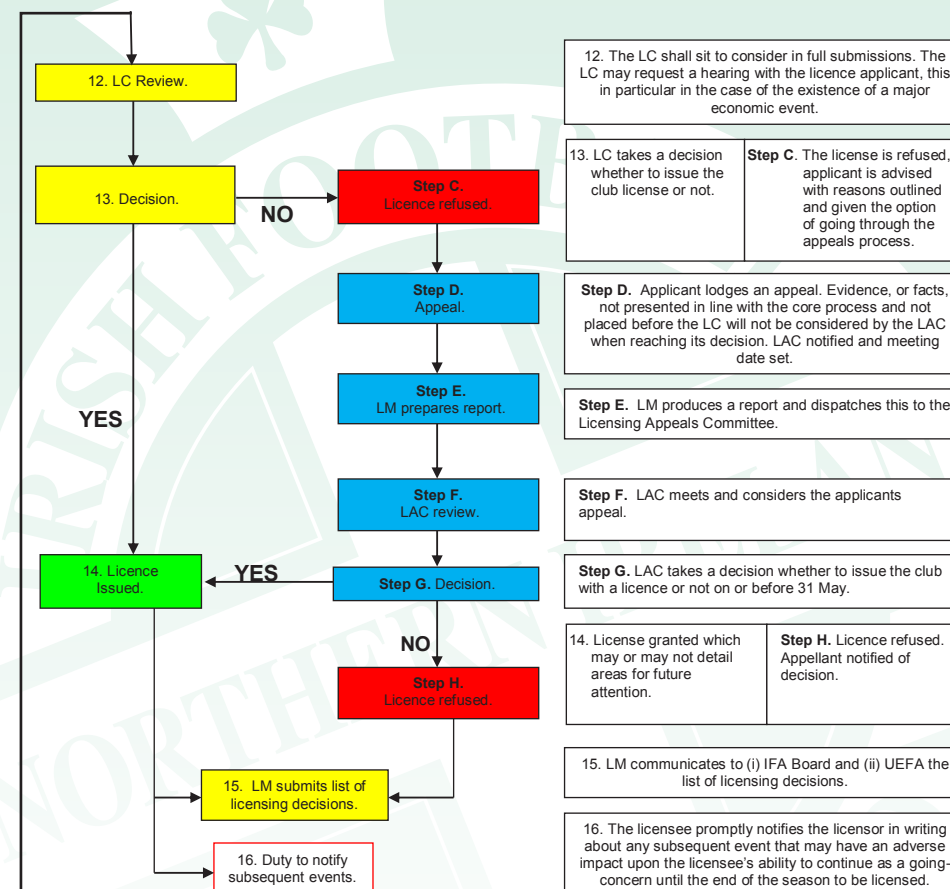 12. LC Review.
12. The LC shall sit to consider in full submissions. The
LC may request a hearing with the licence applicant, this
in particular in the case of the existence of a major
economic event.
13. Decision.
NO
YES
Step C.
Licence refused.
13. LC takes a decision
whether to issue the
club license or not.
Step C. The license is refused,
applicant is advised
with reasons outlined
and given the option
of going through the
appeals process.
Step D.
Appeal.
Step D. Applicant lodges an appeal. Evidence, or facts,
not presented in line with the core process and not
placed before the LC will not be considered by the LAC
when reaching its decision. LAC notified and meeting
date set.
Step E.
LM prepares report.
Step E. LM produces a report and dispatches this to the
Licensing Appeals Committee.
Step F.
LAC review.
Step F. LAC meets and considers the applicants
appeal.
14. Licence
Issued.
YES
Step G. Decision.
Step G. LAC takes a decision whether to issue the club
with a licence or not on or before 31 May.
NO
Step H.
Licence refused.
14. License granted which
may or may not detail
areas for future
attention.
Step H. Licence refused.
Appellant notified of
decision.
15. LM submits list of
licensing decisions.
15. LM communicates to (i) IFA Board and (ii) UEFA the
list of licensing decisions.
16. Duty to notify
subsequent events.
16. The licensee promptly notifies the licensor in writing
about any subsequent event that may have an adverse
impact upon the licensee's ability to continue as a going-
concern until the end of the season to be licensed.
IRISH FOOTB
NORTHERN IRELAN